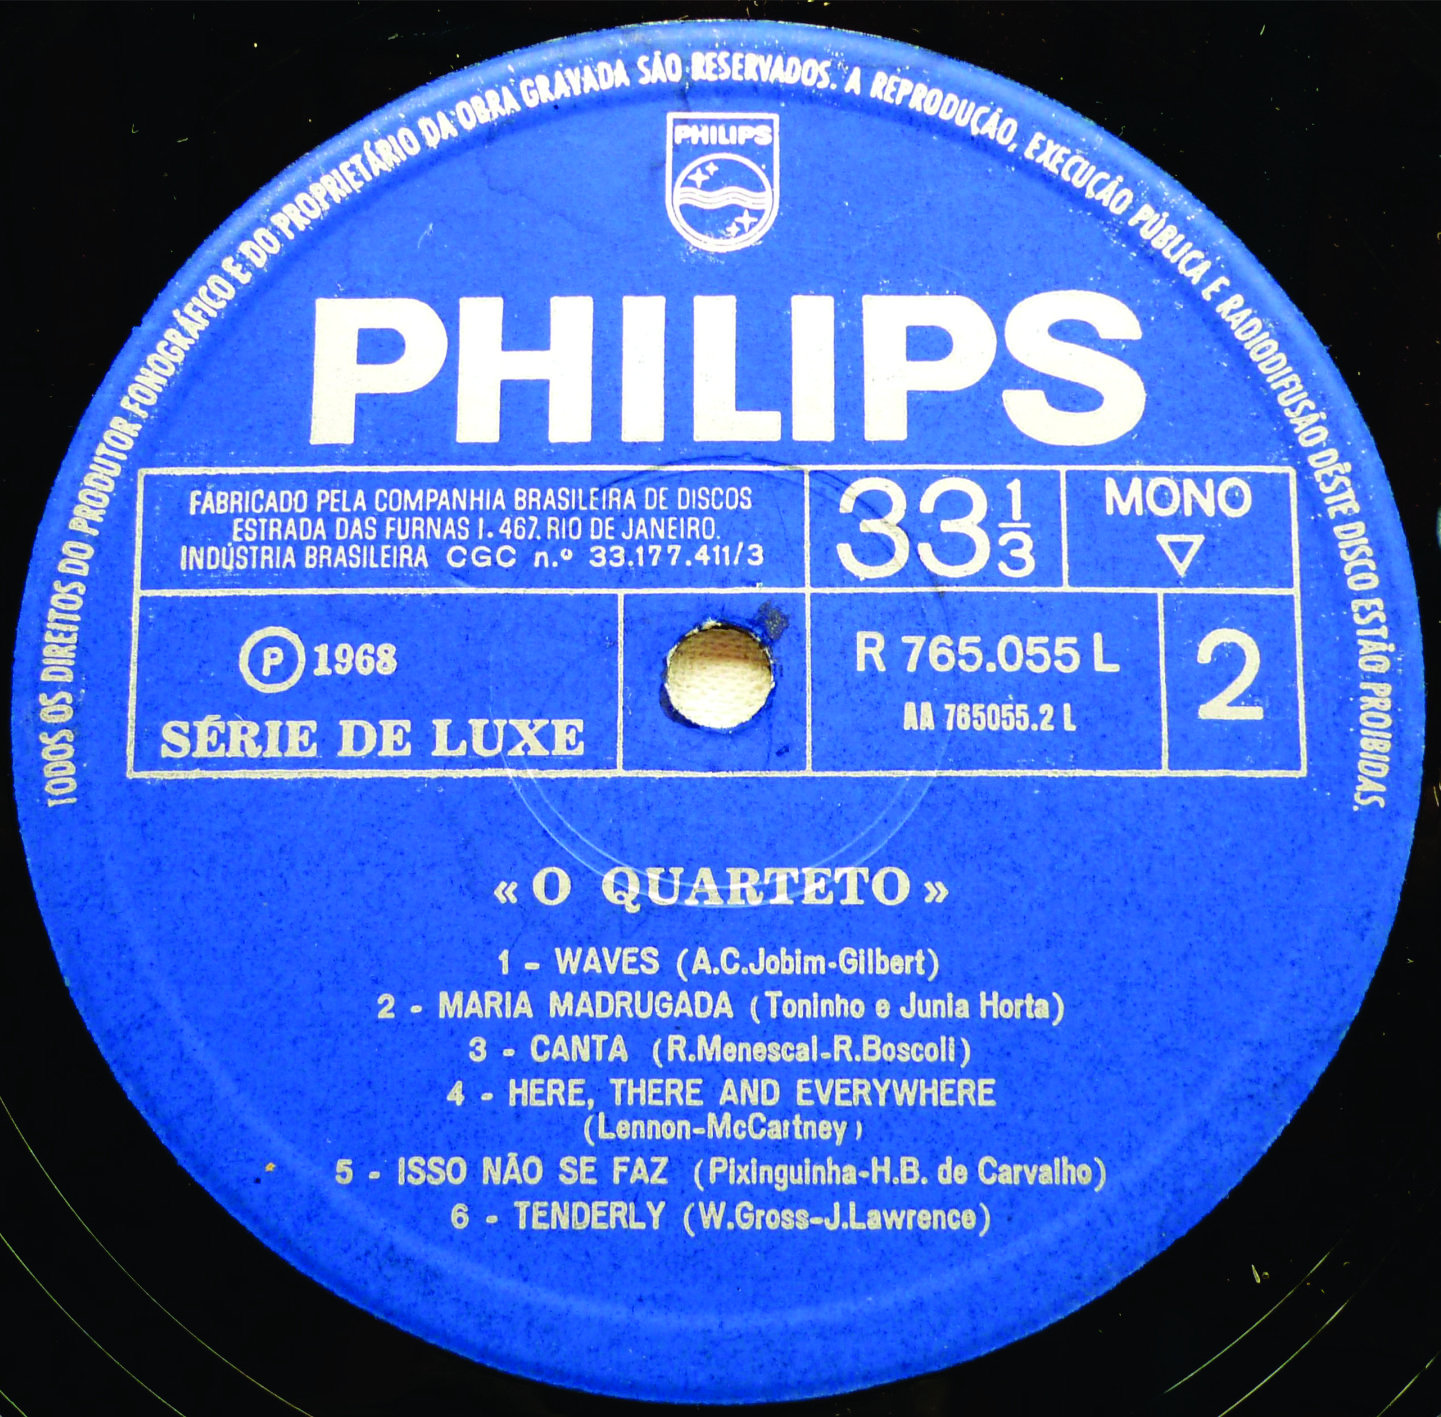 TODOS OS DIREITOS DO PRODUTOR FONOGRÁFICO E DO PROPRIETÁRIO DA OBRA GRAVADA SÃO RESERVADOS. A REPRODUÇÃO, EXECUÇÃO PÚBLICA E RADIODIFUSÃO DÊSTE DISCO ESTÃO PROIBIDAS.
PHILIPS
PHILIPS
FABRICADO PELA COMPANHIA BRASILEIRA DE DISCOS
ESTRADA DAS FURNAS 1.467. RIO DE JANEIRO.
INDÚSTRIA BRASILEIRA CGC n.º 33.177.411/3
33 1/3
MONO
℗ 1968
SÉRIE DE LUXE
R 765.055 L
AA 765055.2 L
2
« O QUARTETO »
1 - WAVES (A.C.Jobim-Gilbert)
2 - MARIA MADRUGADA (Toninho e Junia Horta)
3 - CANTA (R.Menescal-R.Boscoli)
4 - HERE, THERE AND EVERYWHERE
(Lennon-McCartney)
5 - ISSO NÃO SE FAZ (Pixinguinha-H.B. de Carvalho)
6 - TENDERLY (W.Gross-J.Lawrence)